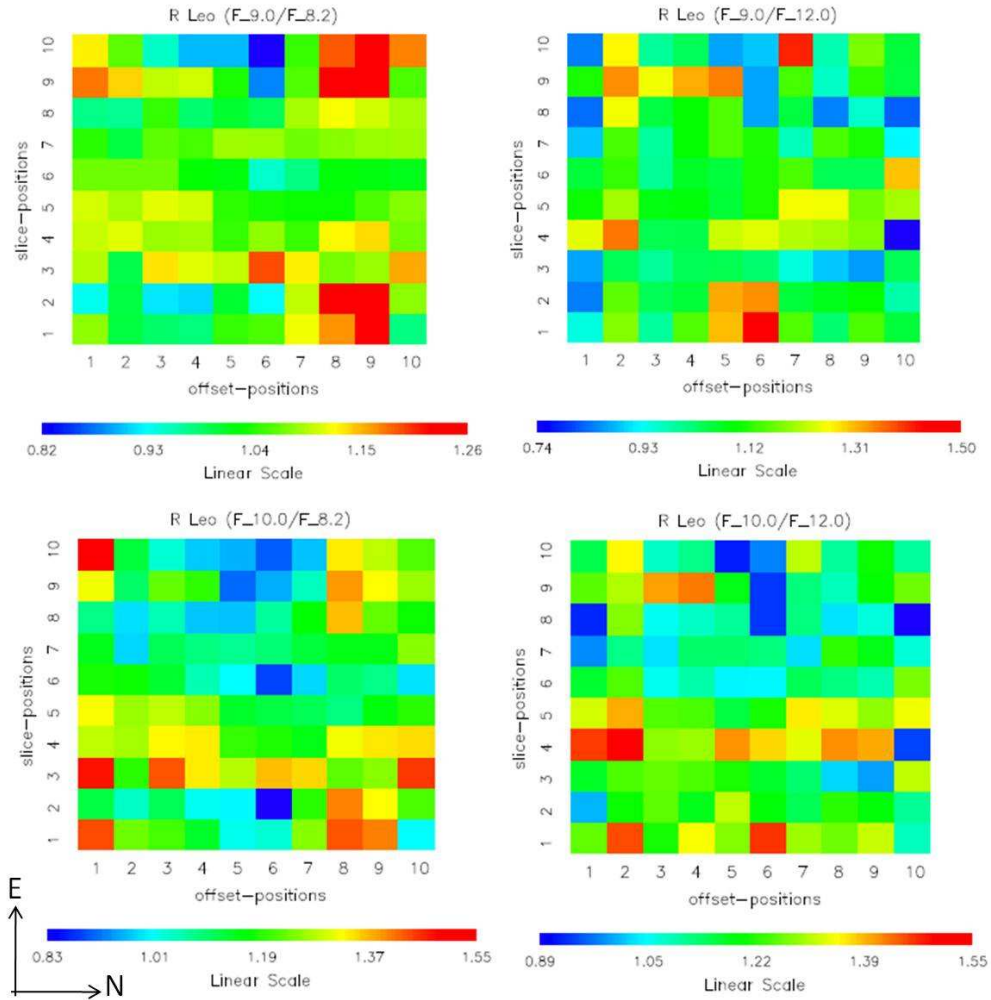 R Leo (F_9.0/F_8.2)
slice-positions
10
9
8
7
6
5
4
3
2
1
1 2 3 4 5 6 7 8 9 10
offset-positions
0.82 0.93 1.04 1.15 1.26
Linear Scale
R Leo (F_9.0/F_12.0)
slice-positions
10
9
8
7
6
5
4
3
2
1
1 2 3 4 5 6 7 8 9 10
offset-positions
0.74 0.93 1.12 1.31 1.50
Linear Scale
R Leo (F_10.0/F_8.2)
slice-positions
10
9
8
7
6
5
4
3
2
1
1 2 3 4 5 6 7 8 9 10
offset-positions
0.83 1.01 1.19 1.37 1.55
Linear Scale
R Leo (F_10.0/F_12.0)
slice-positions
10
9
8
7
6
5
4
3
2
1
1 2 3 4 5 6 7 8 9 10
offset-positions
0.89 1.05 1.22 1.39 1.55
Linear Scale
E
N